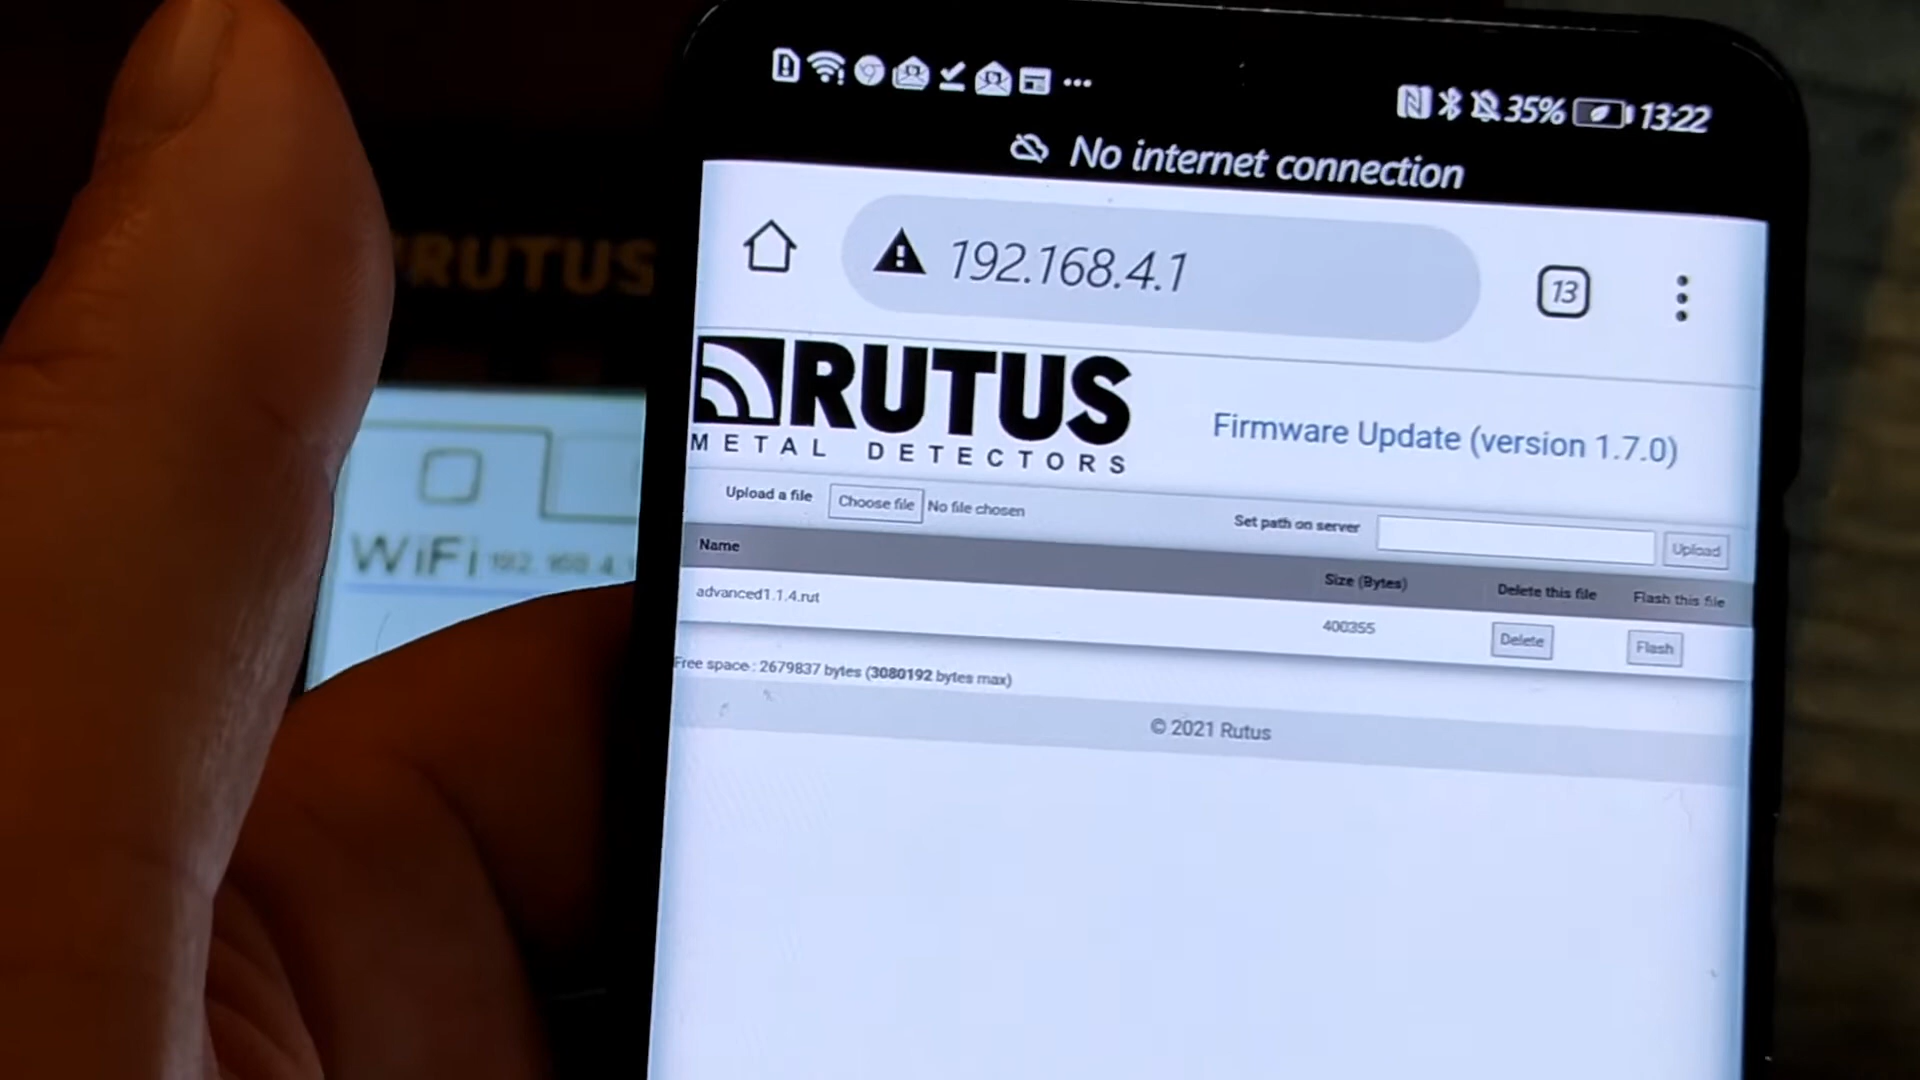 35% 13:22
No internet connection
192.168.4.1
13
RUTUS
METAL DETECTORS
Firmware Update (version 1.7.0)
Upload a file Choose file No file chosen
Set path on server Upload
Name Size (Bytes) Delete this file Flash this file
advanced1.1.4.rut 400355 Delete Flash
Free space : 2679837 bytes (3080192 bytes max)
© 2021 Rutus
RUTUS
WiFi 192.168.4.